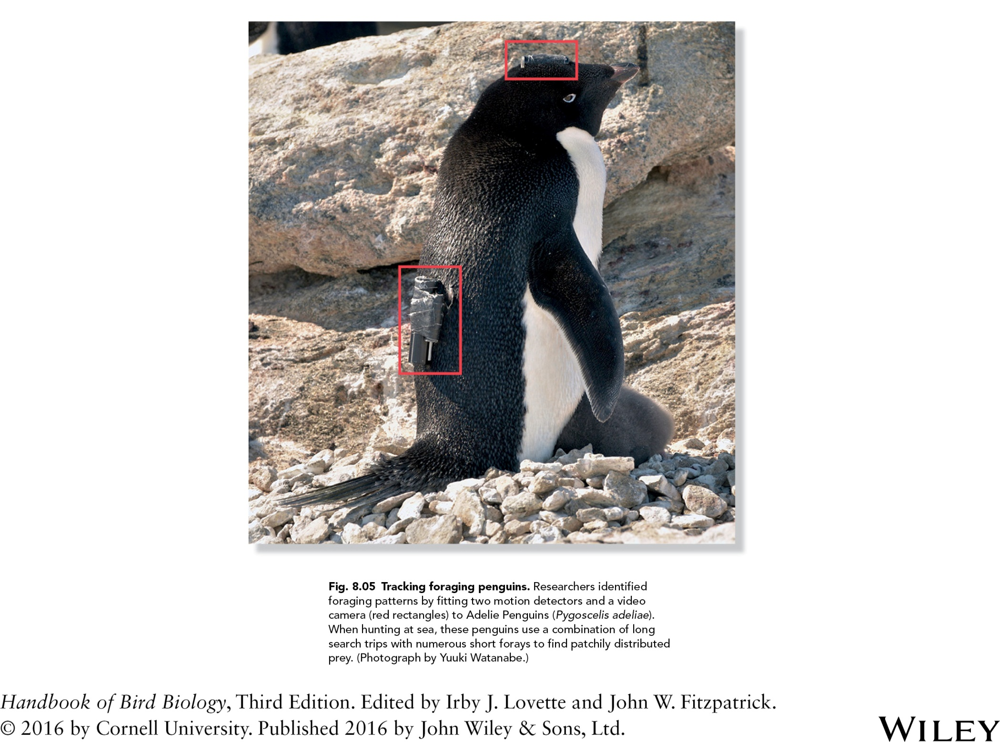 Fig. 8.05 Tracking foraging penguins. Researchers identified
foraging patterns by fitting two motion detectors and a video
camera (red rectangles) to Adelie Penguins (Pygoscelis adeliae).
When hunting at sea, these penguins use a combination of long
search trips with numerous short forays to find patchily distributed
prey. (Photograph by Yuuki Watanabe.)
Handbook of Bird Biology, Third Edition. Edited by Irby J. Lovette and John W. Fitzpatrick.
© 2016 by Cornell University. Published 2016 by John Wiley & Sons, Ltd.
WILEY